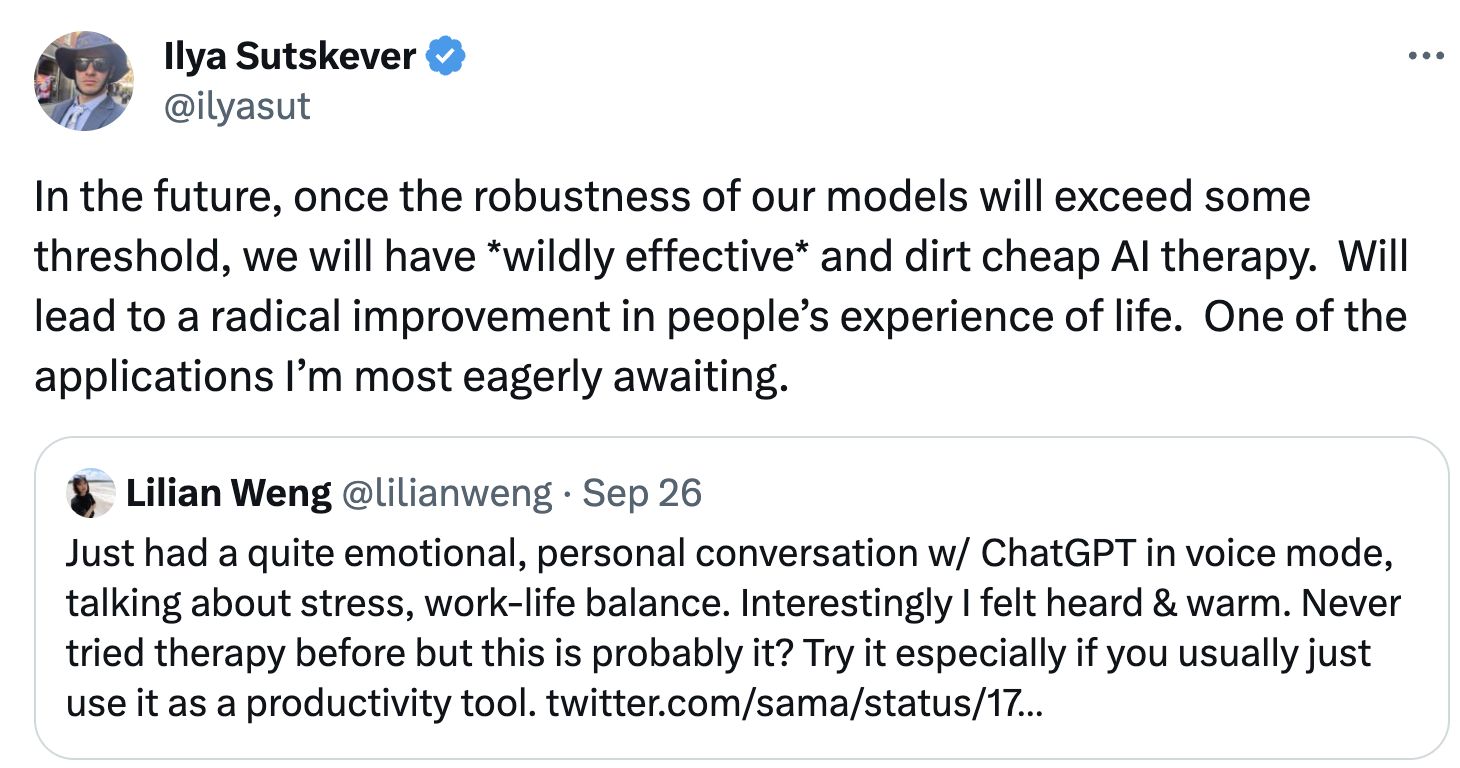 Ilya Sutskever
@ilyasut
In the future, once the robustness of our models will exceed some
threshold, we will have *wildly effective* and dirt cheap AI therapy.  Will
lead to a radical improvement in people’s experience of life.  One of the
applications I’m most eagerly awaiting.
Lilian Weng @lilianweng · Sep 26
Just had a quite emotional, personal conversation w/ ChatGPT in voice mode,
talking about stress, work-life balance. Interestingly I felt heard & warm. Never
tried therapy before but this is probably it? Try it especially if you usually just
use it as a productivity tool. twitter.com/sama/status/17…